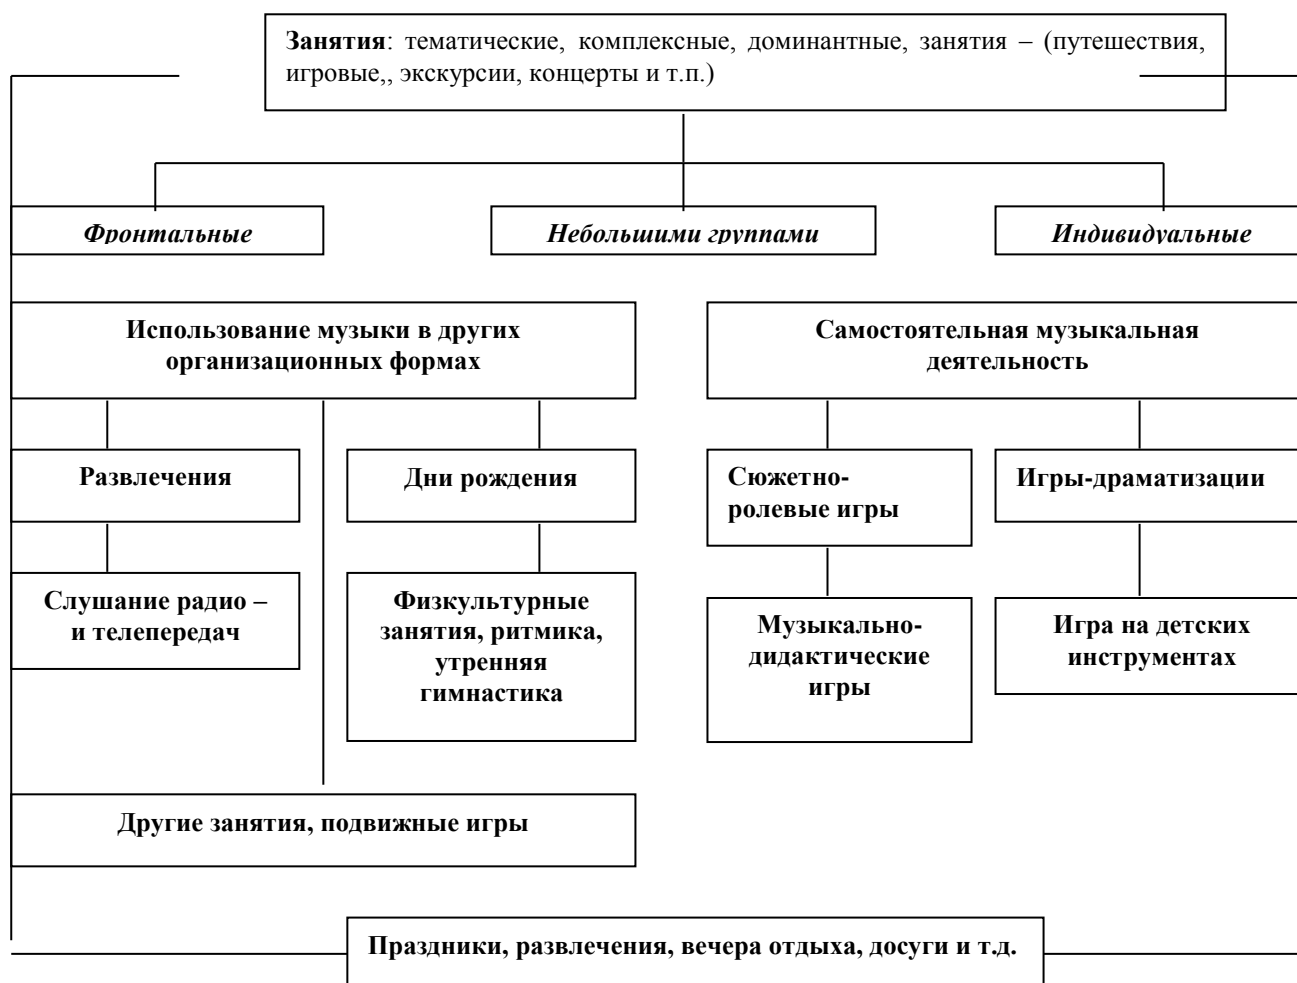 Занятия: тематические, комплексные, доминантные, занятия – (путешествия,
игровые,, экскурсии, концерты и т.п.)
Фронтальные
Небольшими группами
Индивидуальные
Использование музыки в других
организационных формах
Самостоятельная музыкальная
деятельность
Развлечения
Дни рождения
Сюжетно-
ролевые игры
Игры-драматизации
Слушание радио –
и телепередач
Физкультурные
занятия, ритмика,
утренняя
гимнастика
Музыкально-
дидактические
игры
Игра на детских
инструментах
Другие занятия, подвижные игры
Праздники, развлечения, вечера отдыха, досуги и т.д.